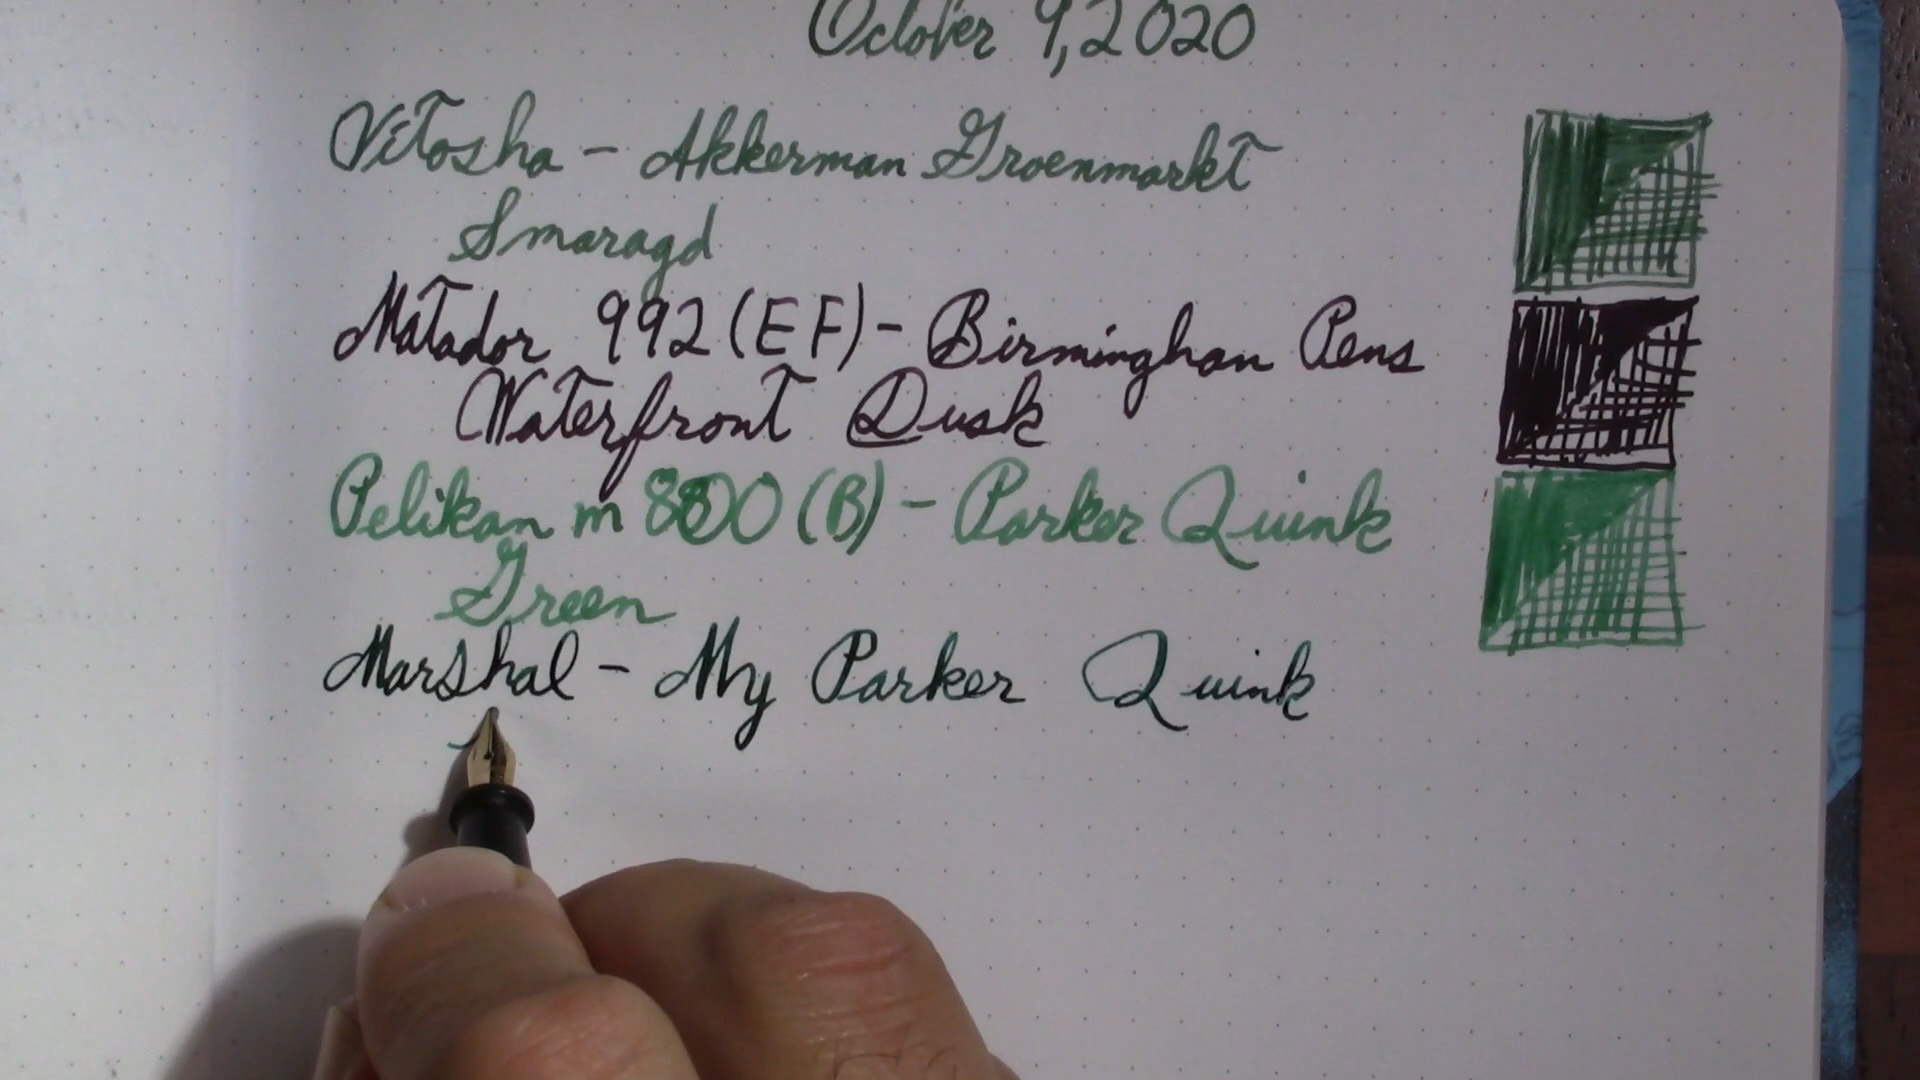 October 9, 2020
Vitosha - Akkerman Groenmarkt
Smaragd
Matador 992 (EF) - Birminghan Pens
Waterfront Dusk
Pelikan m 800 (B) - Parker Quink
Green
Marshal - My Parker Quink